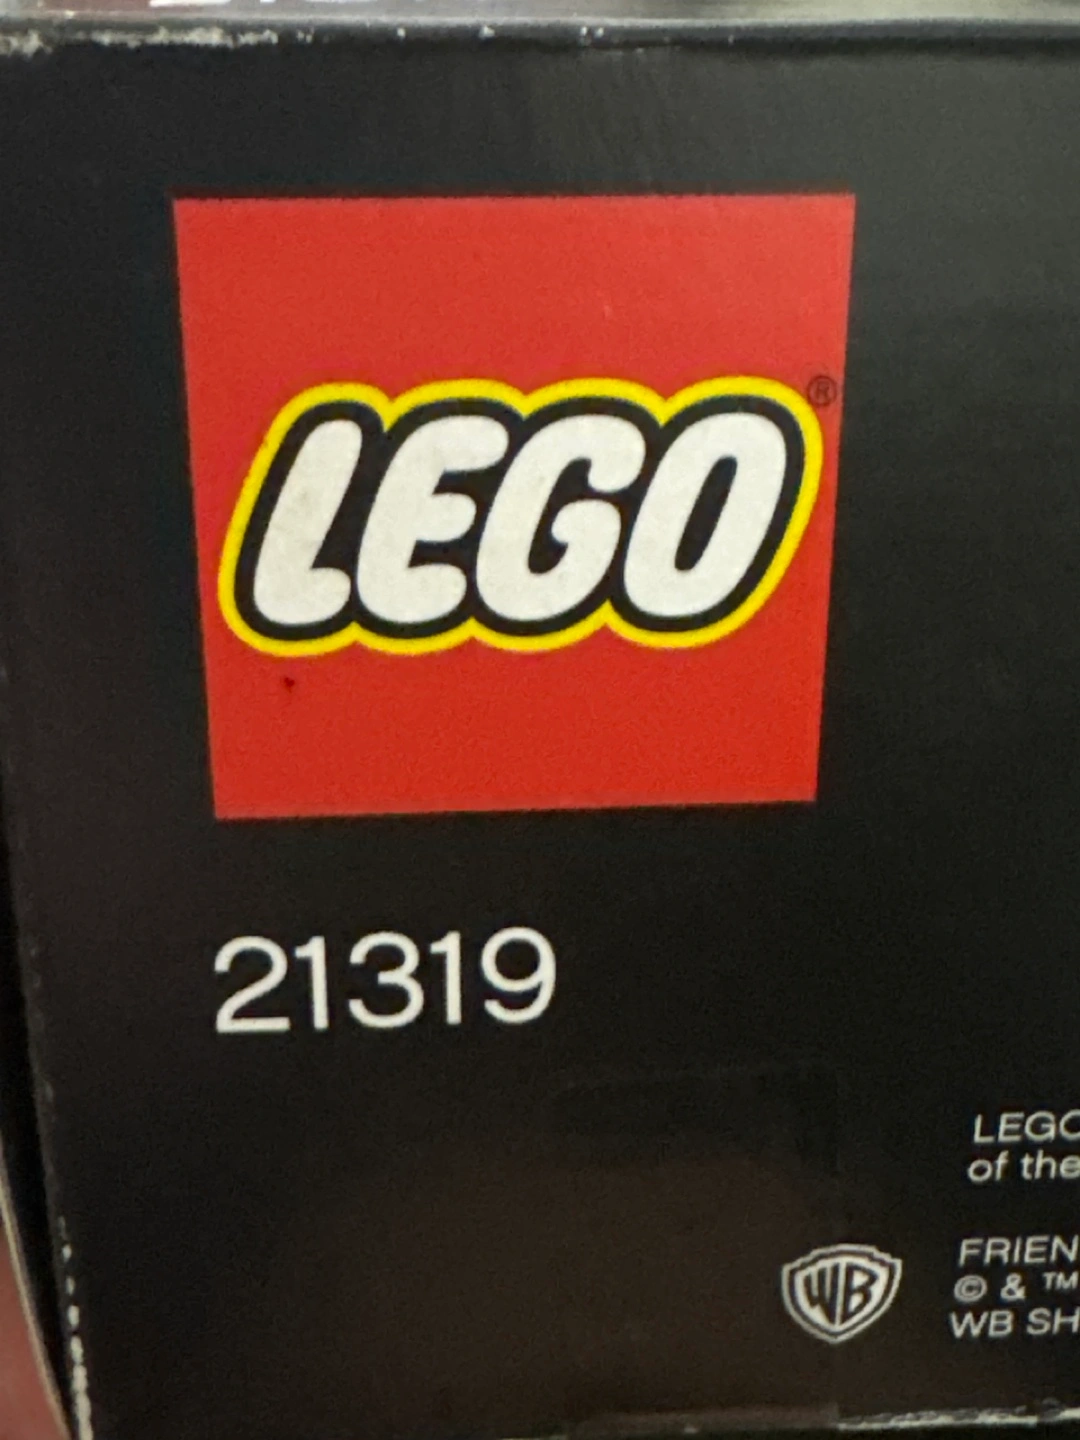 LEGO®
21319
LEGO
of the
FRIEN
© & ™
WB SH
WB